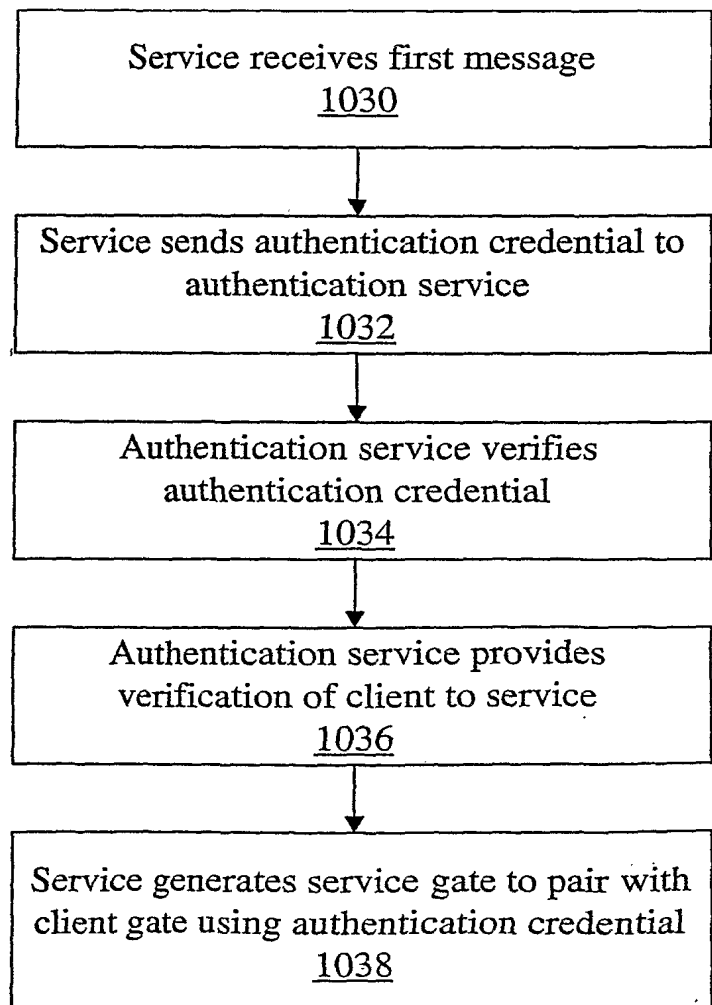 Service receives first message
1030
Service sends authentication credential to
authentication service
1032
Authentication service verifies
authentication credential
1034
Authentication service provides
verification of client to service
1036
Service generates service gate to pair with
client gate using authentication credential
1038